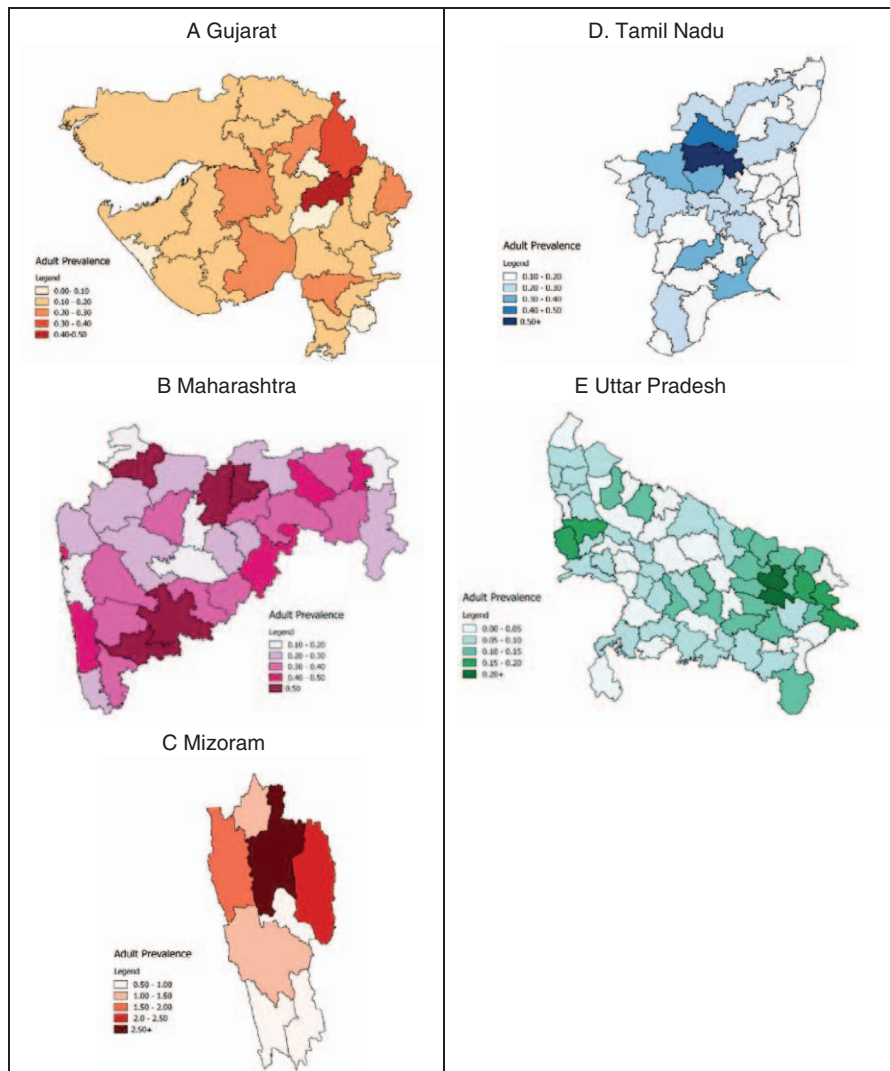 A Gujarat
Adult Prevalence
Legend
0.00- 0.10
0.10 - 0.20
0.20 - 0.30
0.30 - 0.40
0.40-0.50
B Maharashtra
Adult Prevalence
Legend
0.10 - 0.20
0.20 - 0.30
0.30 - 0.40
0.40 - 0.50
0.50
C Mizoram
Adult Prevalence
Legend
0.50 - 1.00
1.00 - 1.50
1.50 - 2.00
2.0 - 2.50
2.50+
D. Tamil Nadu
Adult Prevalence
Legend
0.10 - 0.20
0.20 - 0.30
0.30 - 0.40
0.40 - 0.50
0.50+
E Uttar Pradesh
Adult Prevalence
Legend
0.00 - 0.05
0.05 - 0.10
0.10 - 0.15
0.15 - 0.20
0.20+